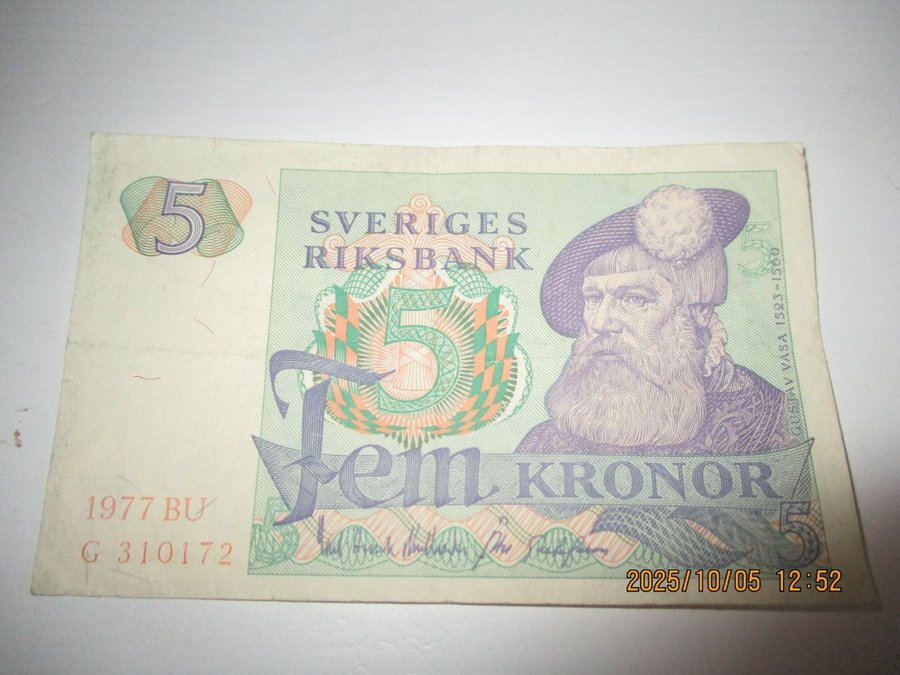 5
SVERIGES
RIKSBANK
5
5
GUSTAV VASA 1523-1560
Fem KRONOR
1977 BU
G 310172
5
5
2025/10/05 12:52